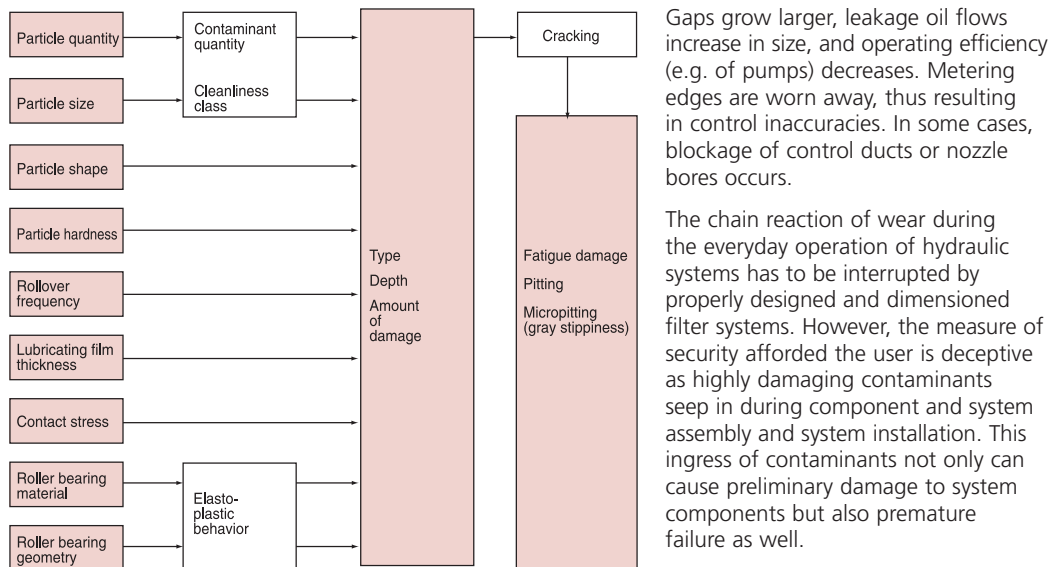 Particle quantity
Particle size
Particle shape
Particle hardness
Rollover
frequency
Lubricating film
thickness
Contact stress
Roller bearing
material
Roller bearing
geometry
Contaminant
quantity
Cleanliness
class
Elasto-
plastic
behavior
Type
Depth
Amount
of
damage
Cracking
Fatigue damage
Pitting
Micropitting
(gray stippiness)
Gaps grow larger, leakage oil flows
increase in size, and operating efficiency
(e.g. of pumps) decreases. Metering
edges are worn away, thus resulting
in control inaccuracies. In some cases,
blockage of control ducts or nozzle
bores occurs.
The chain reaction of wear during
the everyday operation of hydraulic
systems has to be interrupted by
properly designed and dimensioned
filter systems. However, the measure of
security afforded the user is deceptive
as highly damaging contaminants
seep in during component and system
assembly and system installation. This
ingress of contaminants not only can
cause preliminary damage to system
components but also premature
failure as well.